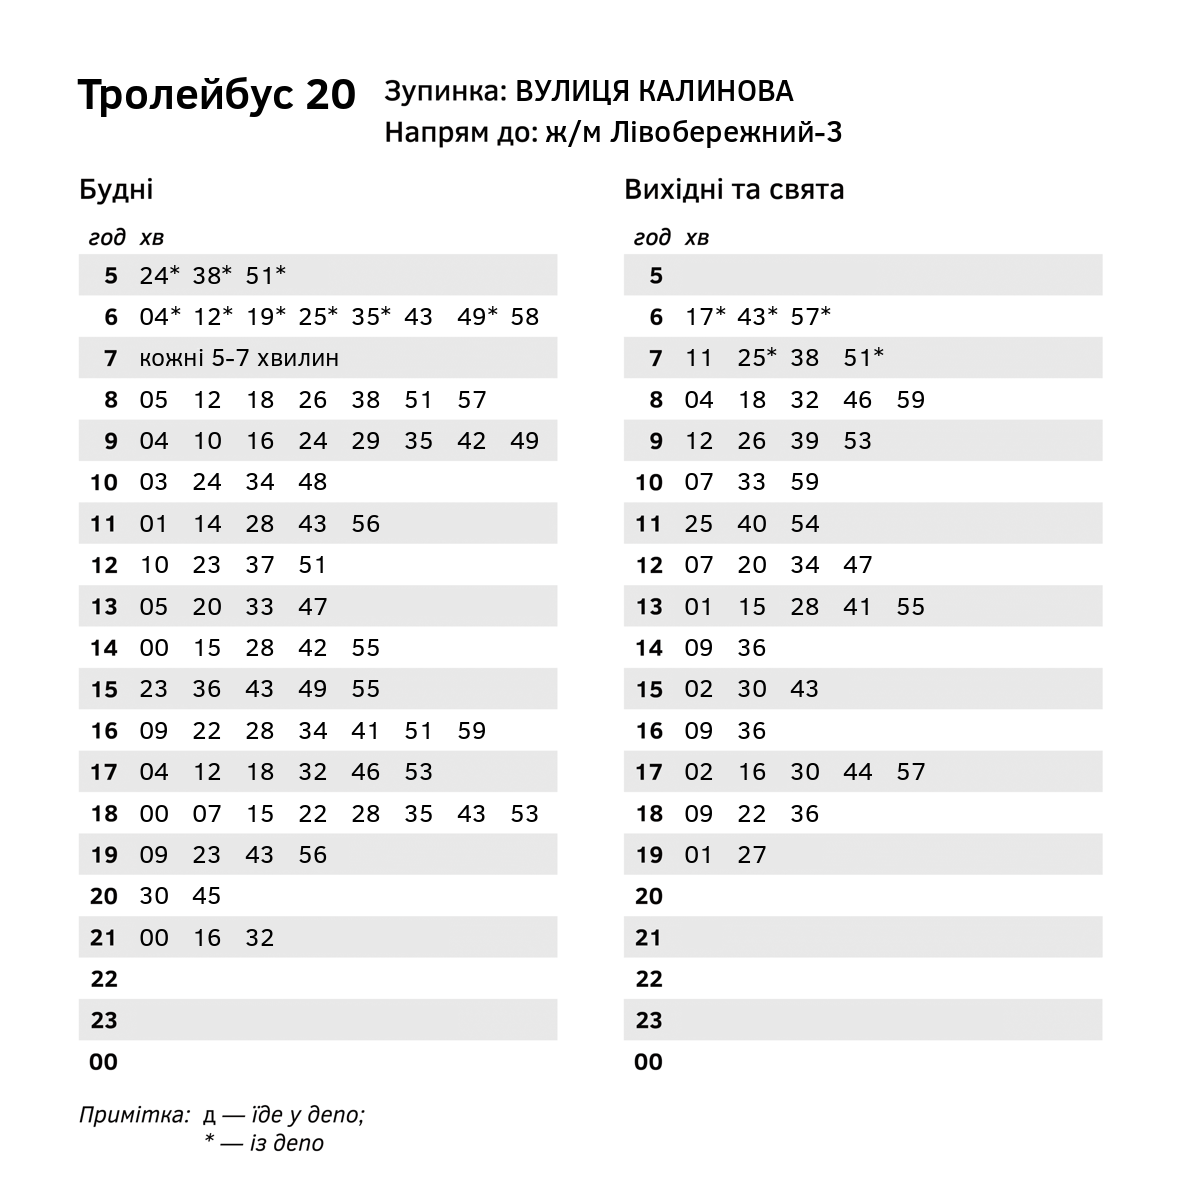 Тролейбус 20
Зупинка: ВУЛИЦЯ КАЛИНОВА
Напрям до: ж/м Лівобережний-3
Будні
год хв
5 24* 38* 51*
6 04* 12* 19* 25* 35* 43 49* 58
7 кожні 5-7 хвилин
8 05 12 18 26 38 51 57
9 04 10 16 24 29 35 42 49
10 03 24 34 48
11 01 14 28 43 56
12 10 23 37 51
13 05 20 33 47
14 00 15 28 42 55
15 23 36 43 49 55
16 09 22 28 34 41 51 59
17 04 12 18 32 46 53
18 00 07 15 22 28 35 43 53
19 09 23 43 56
20 30 45
21 00 16 32
22
23
00
Вихідні та свята
год хв
5
6 17* 43* 57*
7 11 25* 38 51*
8 04 18 32 46 59
9 12 26 39 53
10 07 33 59
11 25 40 54
12 07 20 34 47
13 01 15 28 41 55
14 09 36
15 02 30 43
16 09 36
17 02 16 30 44 57
18 09 22 36
19 01 27
20
21
22
23
00
Примітка: д — їде у депо;
* — із депо